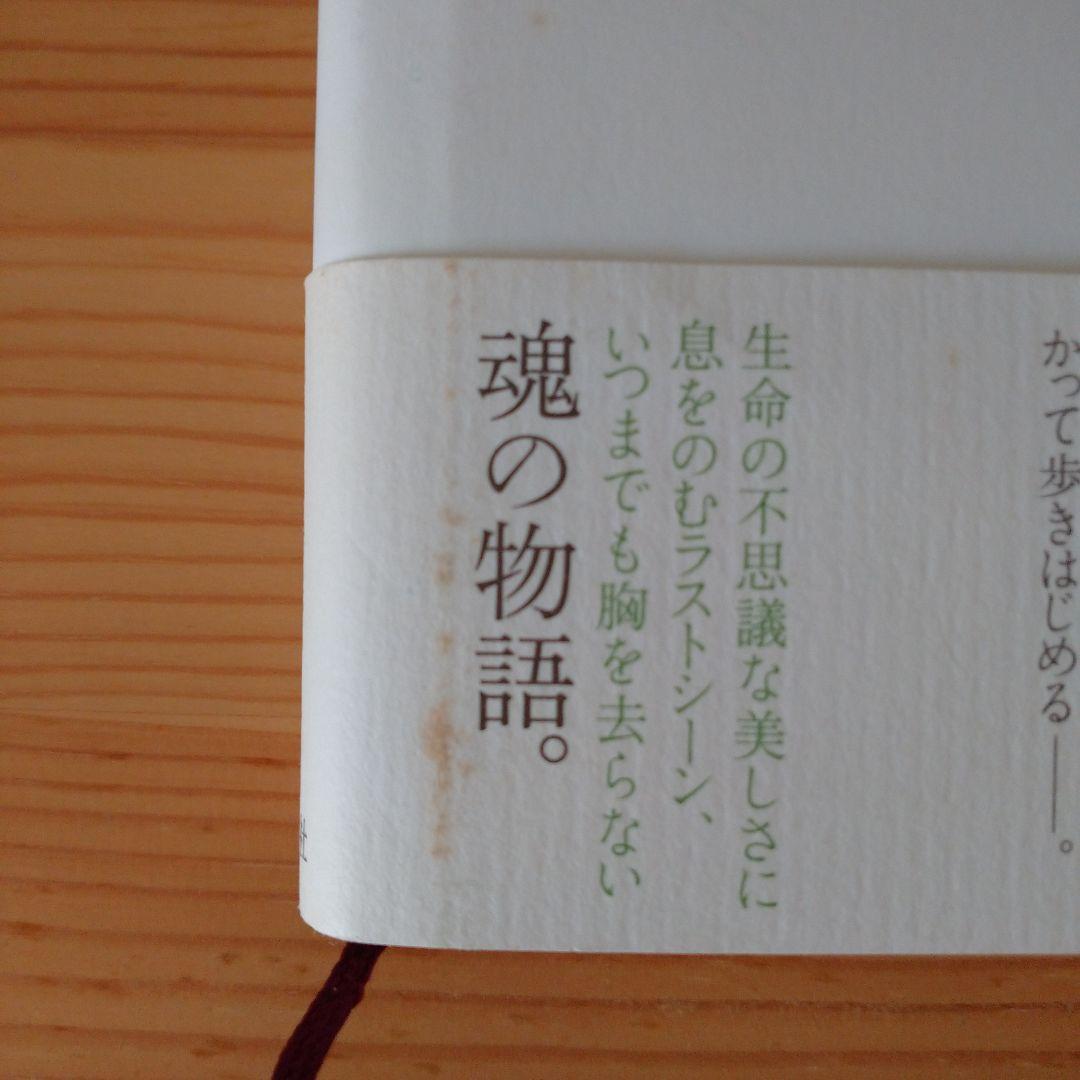 かって歩きはじめる――。
生命の不思議な美しさに
息をのむラストシーン、
いつまでも胸を去らない
魂の物語。
社